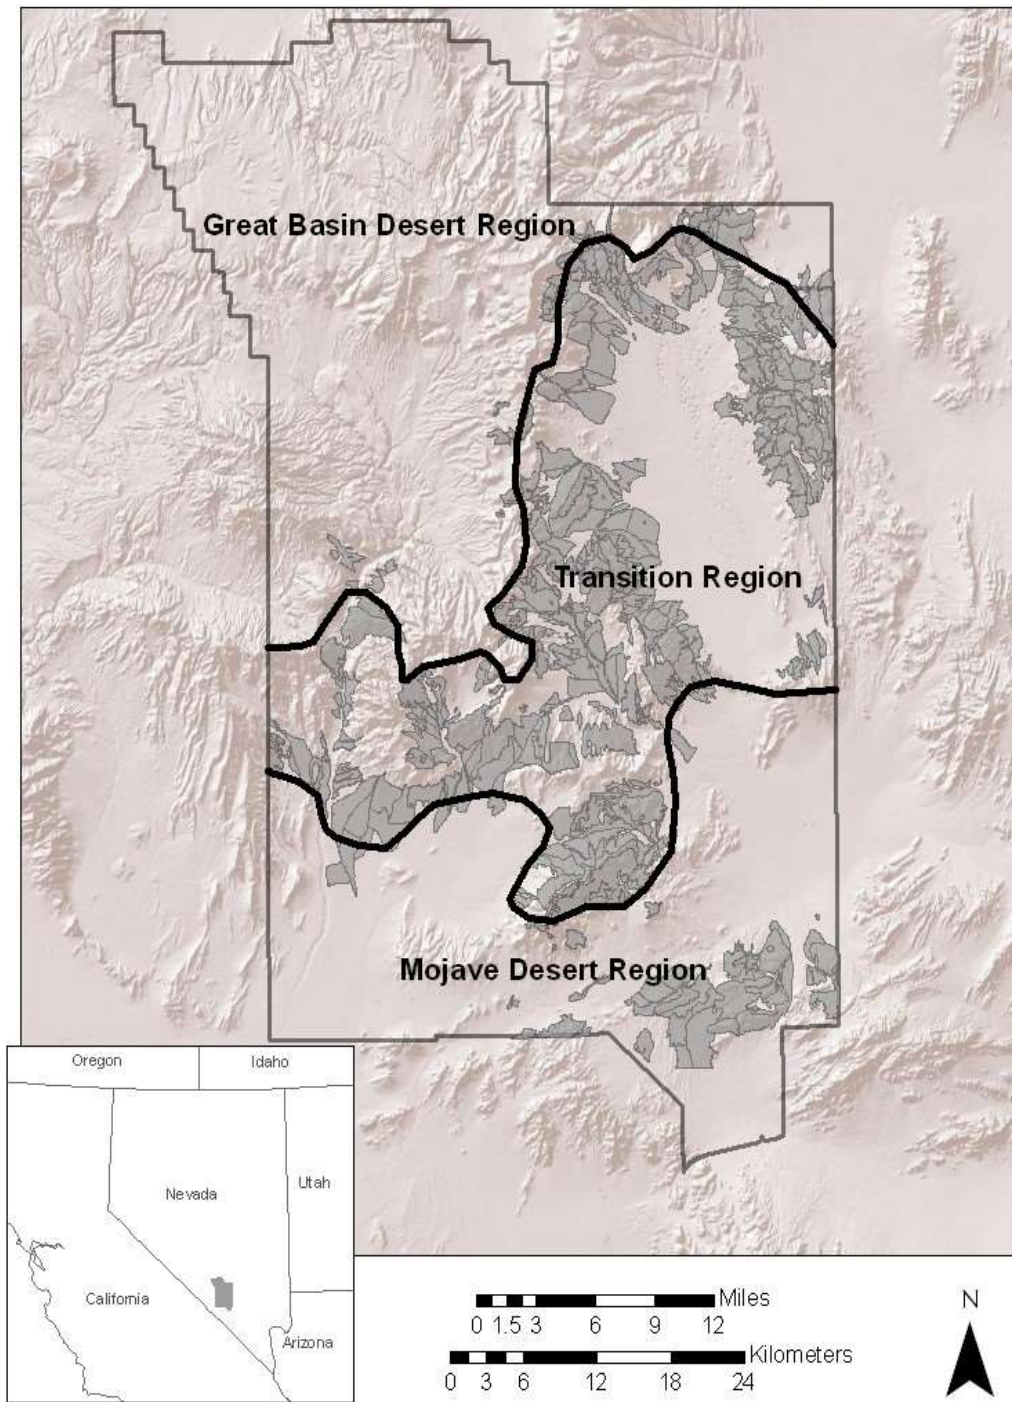 Great Basin Desert Region
Transition Region
Mojave Desert Region
Oregon
Idaho
Nevada
Utah
California
Arizona
Miles
0 1.5 3 6 9 12
Kilometers
0 3 6 12 18 24
N